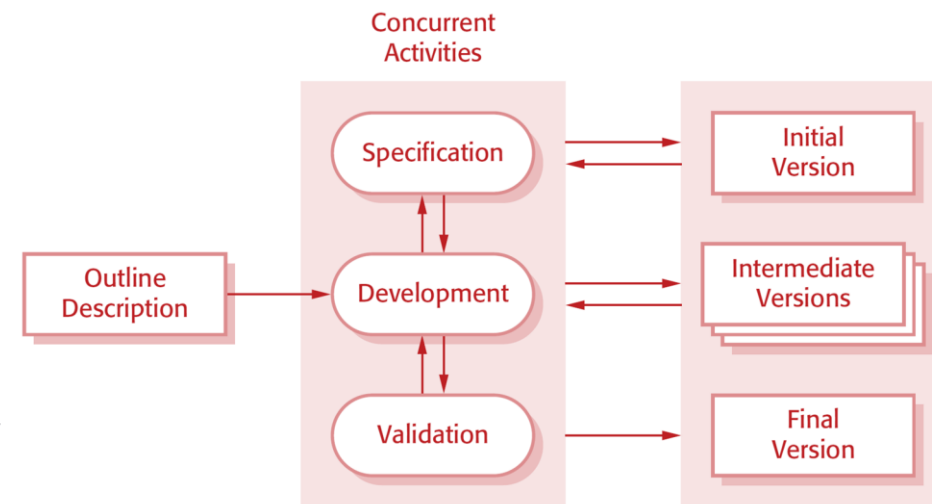 Concurrent
Activities
Specification
Initial
Version
Outline
Description
Development
Intermediate
Versions
Validation
Final
Version